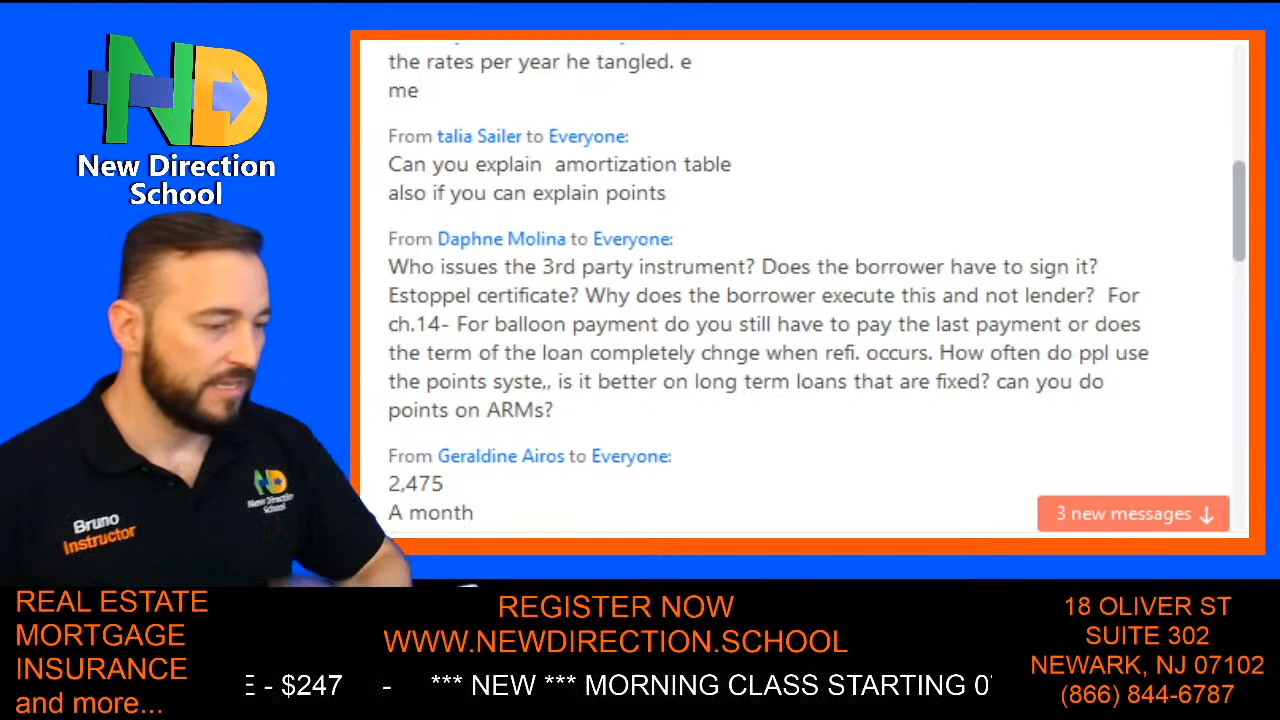 ND
New Direction
School
the rates per year he tangled. e
me
From talia Sailer to Everyone:
Can you explain  amortization table
also if you can explain points
From Daphne Molina to Everyone:
Who issues the 3rd party instrument? Does the borrower have to sign it?
Estoppel certificate? Why does the borrower execute this and not lender?  For
ch.14- For balloon payment do you still have to pay the last payment or does
the term of the loan completely chnge when refi. occurs. How often do ppl use
the points syste,, is it better on long term loans that are fixed? can you do
points on ARMs?
From Geraldine Airos to Everyone:
2,475
A month
3 new messages
ND
New Direction
School
Bruno
Instructor
REAL ESTATE
MORTGAGE
INSURANCE
and more...
REGISTER NOW
WWW.NEWDIRECTION.SCHOOL
- $247 - *** NEW *** MORNING CLASS STARTING
18 OLIVER ST
SUITE 302
NEWARK, NJ 07102
(866) 844-6787